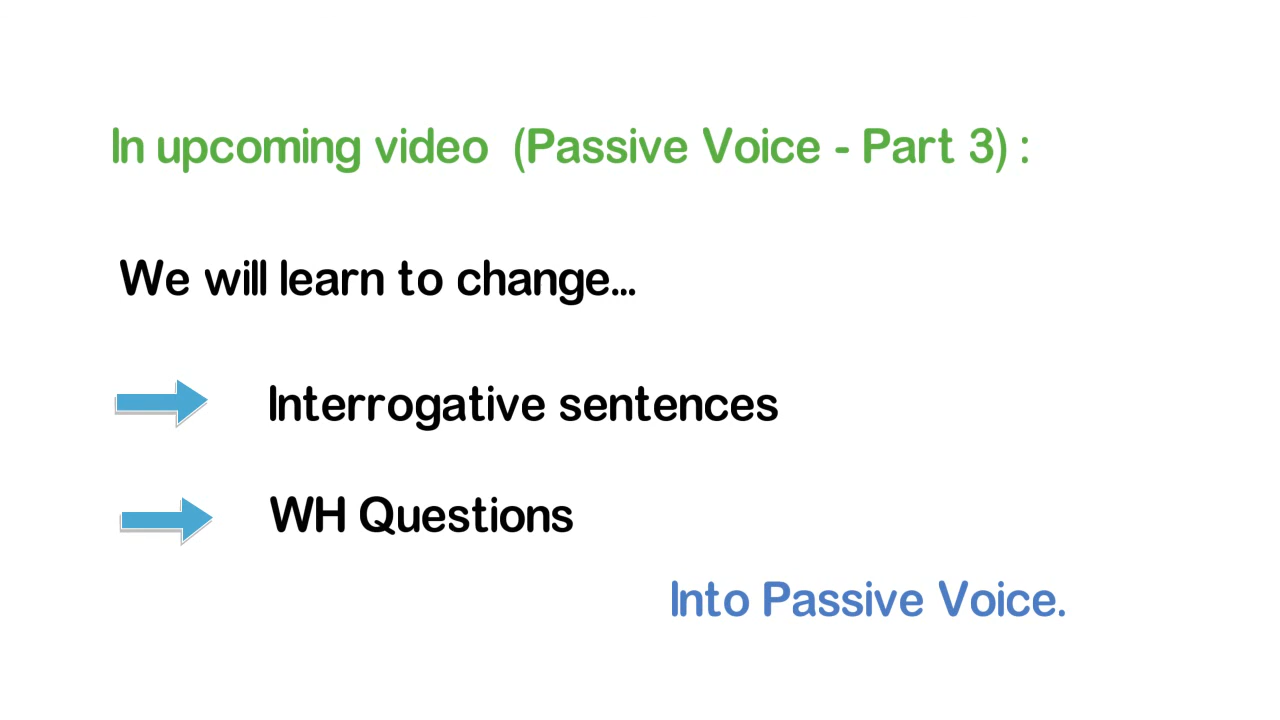 In upcoming video (Passive Voice - Part 3) :
We will learn to change...
Interrogative sentences
WH Questions
Into Passive Voice.